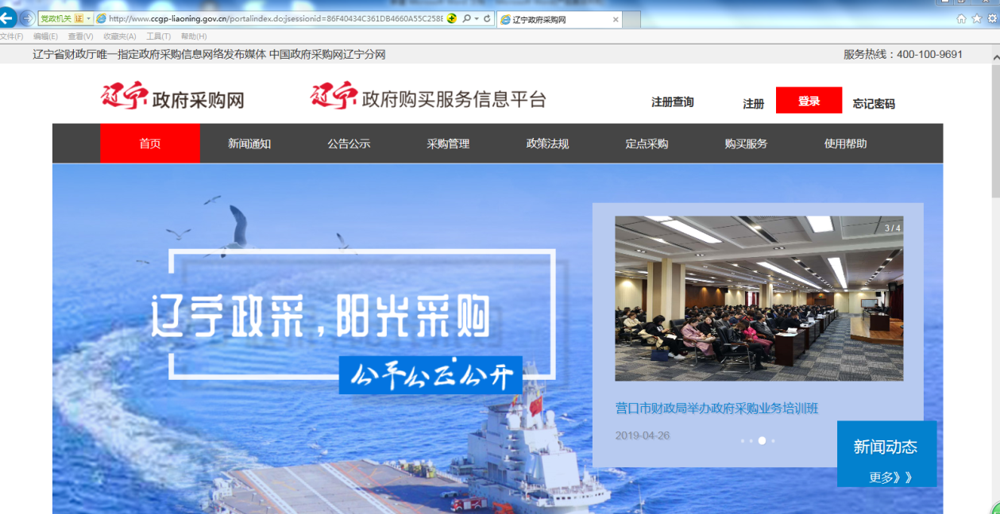 党政机关 证 http://www.ccgp-liaoning.gov.cn/portalindex.do;jsessionid=86F40434C361DB4660A55C258E 辽宁政府采购网
文件(F) 编辑(E) 查看(V) 收藏夹(A) 工具(T) 帮助(H)
辽宁省财政厅唯一指定政府采购信息网络发布媒体 中国政府采购网辽宁分网 服务热线：400-100-9691
辽宁 政府采购网 辽宁 政府购买服务信息平台 注册查询 注册 登录 忘记密码
首页 新闻通知 公告公示 采购管理 政策法规 定点采购 购买服务 使用帮助
3/4
辽宁政采,阳光采购
公平公正公开
营口市财政局举办政府采购业务培训班
2019-04-26
新闻动态
更多》》